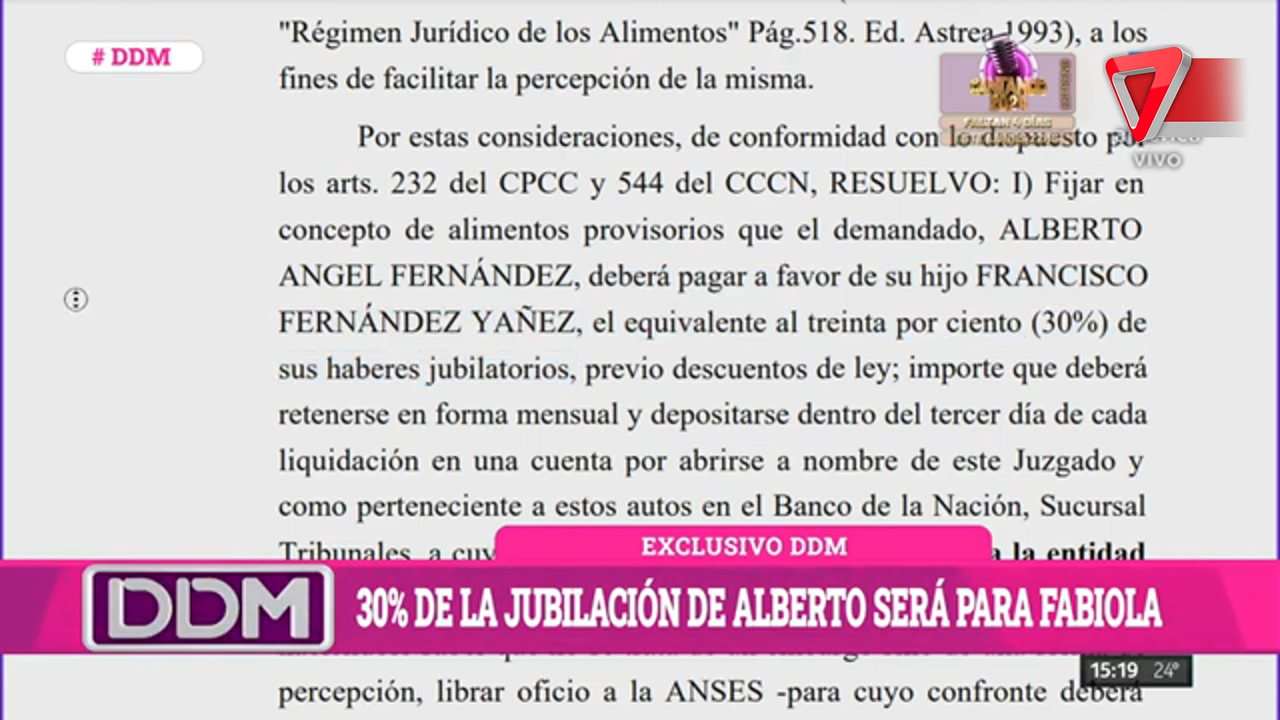 "Régimen Jurídico de los Alimentos" Pág.518. Ed. Astrea 1993), a los
# DDM
fines de facilitar la percepción de la misma.
FALTAN 4 DÍAS
Por estas consideraciones, de conformidad con lo dispuesto por
VIVO
los arts. 232 del CPCC y 544 del CCCN, RESUELVO: I) Fijar en
concepto de alimentos provisorios que el demandado, ALBERTO
ANGEL FERNÁNDEZ, deberá pagar a favor de su hijo FRANCISCO
FERNÁNDEZ YAÑEZ, el equivalente al treinta por ciento (30%) de
sus haberes jubilatorios, previo descuentos de ley; importe que deberá
retenerse en forma mensual y depositarse dentro del tercer día de cada
liquidación en una cuenta por abrirse a nombre de este Juzgado y
como perteneciente a estos autos en el Banco de la Nación, Sucursal
Tribunales, a la entidad
EXCLUSIVO DDM
DDM
30% DE LA JUBILACIÓN DE ALBERTO SERÁ PARA FABIOLA
15:19 24°
percepción, librar oficio a la ANSES -para cuyo confronte deberá